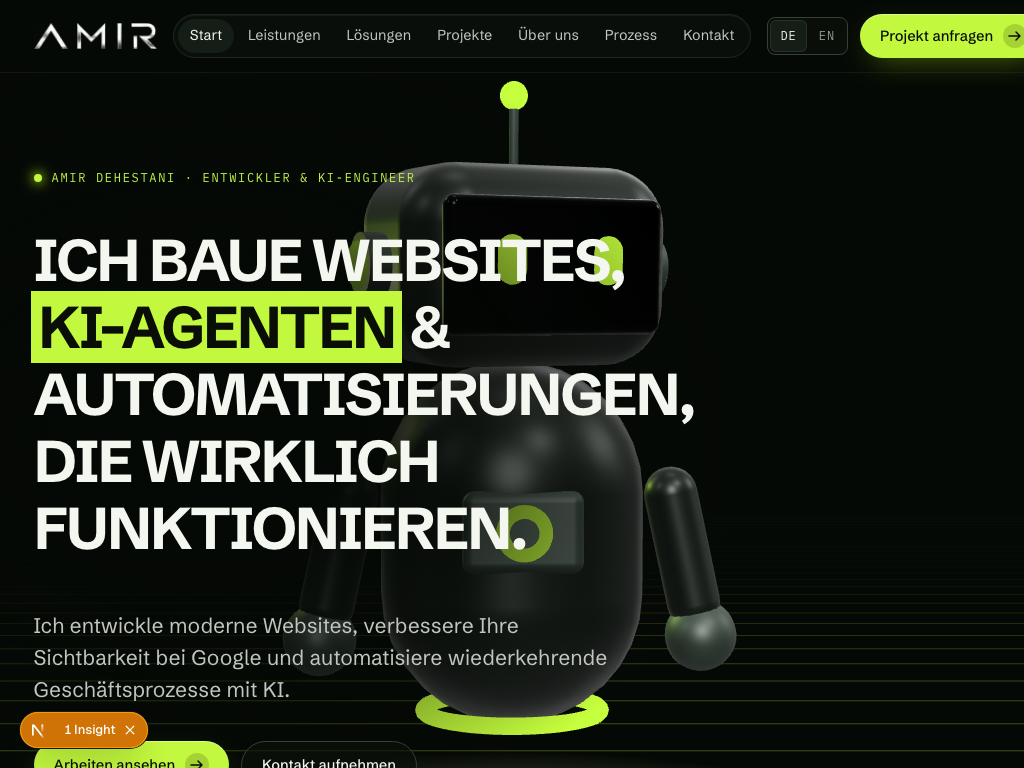 AMIR
Start Leistungen Lösungen Projekte Über uns Prozess Kontakt
DE EN
Projekt anfragen →
AMIR DEHESTANI · ENTWICKLER & KI-ENGINEER
ICH BAUE WEBSITES,
KI-AGENTEN &
AUTOMATISIERUNGEN,
DIE WIRKLICH
FUNKTIONIEREN.
Ich entwickle moderne Websites, verbessere Ihre
Sichtbarkeit bei Google und automatisiere wiederkehrende
Geschäftsprozesse mit KI.
N 1 Insight ×
Arbeiten ansehen → Kontakt aufnehmen